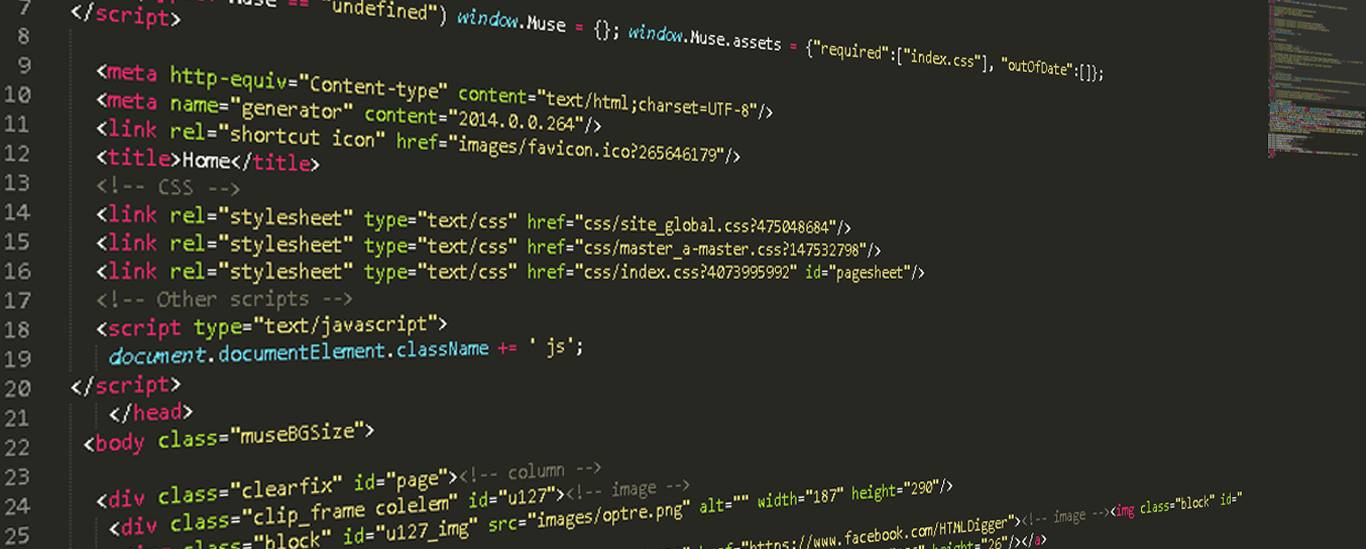 7 </script>
Muse == "undefined") window.Muse = {}; window.Muse.assets = {"required":["index.css"], "outOfDate":[]};
8
9 <meta http-equiv="Content-type" content="text/html;charset=UTF-8"/>
10 <meta name="generator" content="2014.0.0.264"/>
11 <link rel="shortcut icon" href="images/favicon.ico?265646179"/>
12 <title>Home</title>
13 <!-- CSS -->
14 <link rel="stylesheet" type="text/css" href="css/site_global.css?475048684"/>
15 <link rel="stylesheet" type="text/css" href="css/master_a-master.css?147532798"/>
16 <link rel="stylesheet" type="text/css" href="css/index.css?4073995992" id="pagesheet"/>
17 <!-- Other scripts -->
18 <script type="text/javascript">
19 document.documentElement.className += ' js';
20 </script>
21 </head>
22 <body class="museBGSize">
23
24 <div class="clearfix" id="page"><!-- column -->
25 <div class="clip_frame colelem" id="u127"><!-- image -->
class="block" id="u127_img" src="images/optre.png" alt="" width="187" height="290"/>
"https://www.facebook.com/HTMLDigger"><!-- image --><img class="block" id="
height="26"/></a>